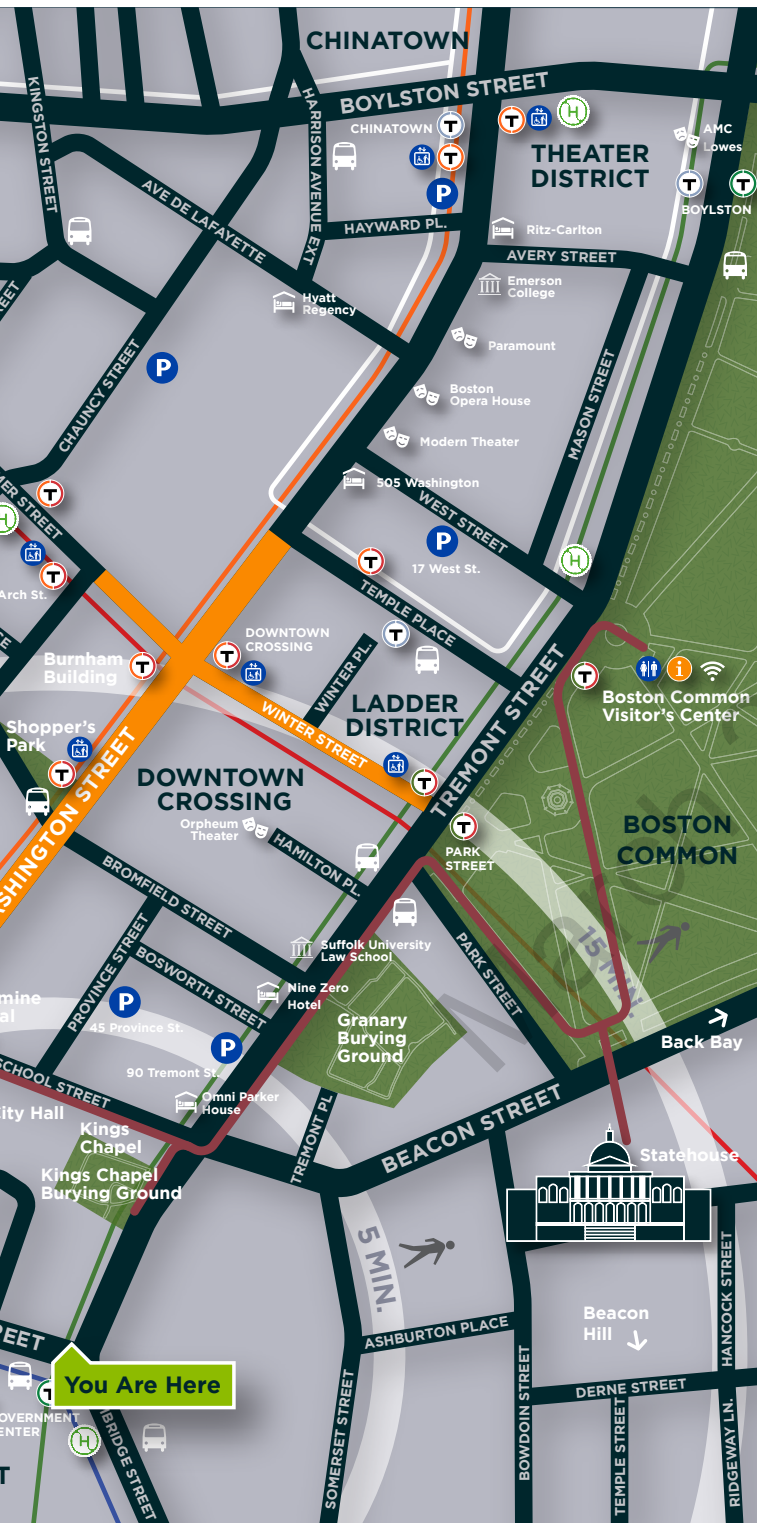 CHINATOWN
BOYLSTON STREET
KINGSTON STREET
HARRISON AVENUE EXT
CHINATOWN
T
T
T
H
P
THEATER
DISTRICT
AMC
Lowes
T
T
BOYLSTON
AVE DE LAFAYETTE
HAYWARD PL.
Ritz-Carlton
AVERY STREET
Emerson
College
Hyatt
Regency
Paramount
P
CHAUNCY STREET
Boston
Opera House
MASON STREET
Modern Theater
505 Washington
WEST STREET
P
17 West St.
T
H
T
H
T
Arch St.
TEMPLE PLACE
T
DOWNTOWN
CROSSING
T
T
Burnham
Building
WINTER PL.
TREMONT STREET
T
i
Boston Common
Visitor's Center
LADDER
DISTRICT
WINTER STREET
Shopper's
Park
T
DOWNTOWN
CROSSING
T
Orpheum
Theater
HAMILTON PL.
T
PARK
STREET
BOSTON
COMMON
BROMFIELD STREET
PROVINCE STREET
BOSWORTH STREET
Suffolk University
Law School
PARK STREET
15 MIN.
Nine Zero
Hotel
P
45 Province St.
Granary
Burying
Ground
Back Bay
P
90 Tremont St.
SCHOOL STREET
Omni Parker
House
City Hall
Kings
Chapel
TREMONT PL
BEACON STREET
Statehouse
Kings Chapel
Burying Ground
5 MIN.
HANCOCK STREET
Beacon
Hill
ASHBURTON PLACE
You Are Here
T
DERNE STREET
H
SOMERSET STREET
BOWDOIN STREET
TEMPLE STREET
RIDGEWAY LN.